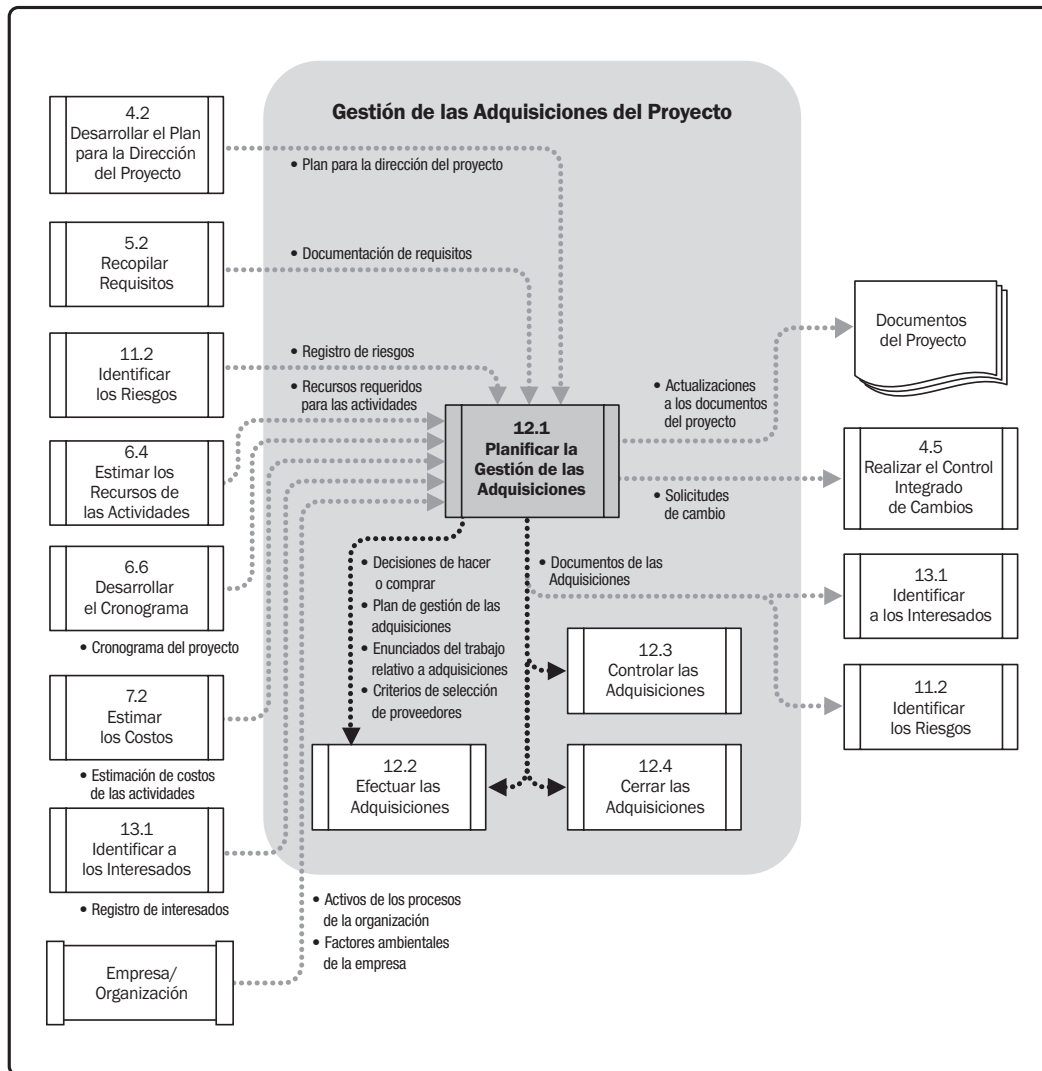 Gestión de las Adquisiciones del Proyecto
4.2
Desarrollar el Plan
para la Dirección
del Proyecto
• Plan para la dirección del proyecto
5.2
Recopilar
Requisitos
• Documentación de requisitos
11.2
Identificar
los Riesgos
• Registro de riesgos
• Recursos requeridos
para las actividades
6.4
Estimar los
Recursos de
las Actividades
6.6
Desarrollar
el Cronograma
• Cronograma del proyecto
7.2
Estimar
los Costos
• Estimación de costos
de las actividades
13.1
Identificar a
los Interesados
• Registro de interesados
Empresa/
Organización
• Activos de los procesos
de la organización
• Factores ambientales
de la empresa
12.1
Planificar la
Gestión de las
Adquisiciones
• Decisiones de hacer
o comprar
• Plan de gestión de las
adquisiciones
• Enunciados del trabajo
relativo a adquisiciones
• Criterios de selección
de proveedores
12.2
Efectuar las
Adquisiciones
• Documentos de las
Adquisiciones
12.3
Controlar las
Adquisiciones
12.4
Cerrar las
Adquisiciones
• Actualizaciones
a los documentos
del proyecto
• Solicitudes
de cambio
Documentos
del Proyecto
4.5
Realizar el Control
Integrado
de Cambios
13.1
Identificar
a los Interesados
11.2
Identificar
los Riesgos